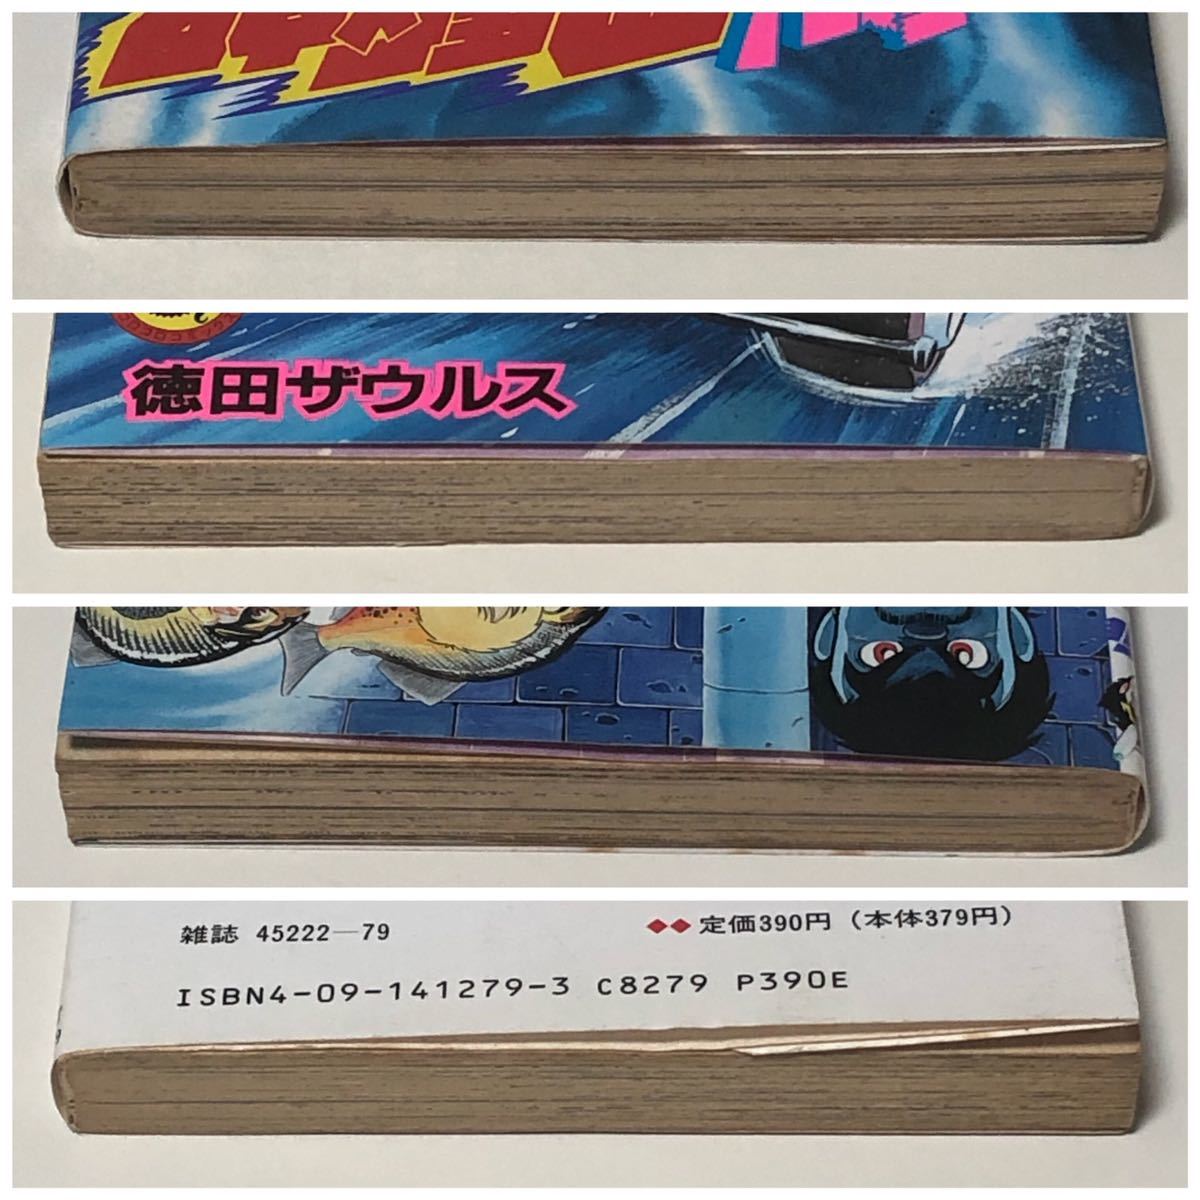 徳田ザウルス
雑誌 45222—79
◆◆定価390円（本体379円）
ISBN4-09-141279-3 C8279 P390E